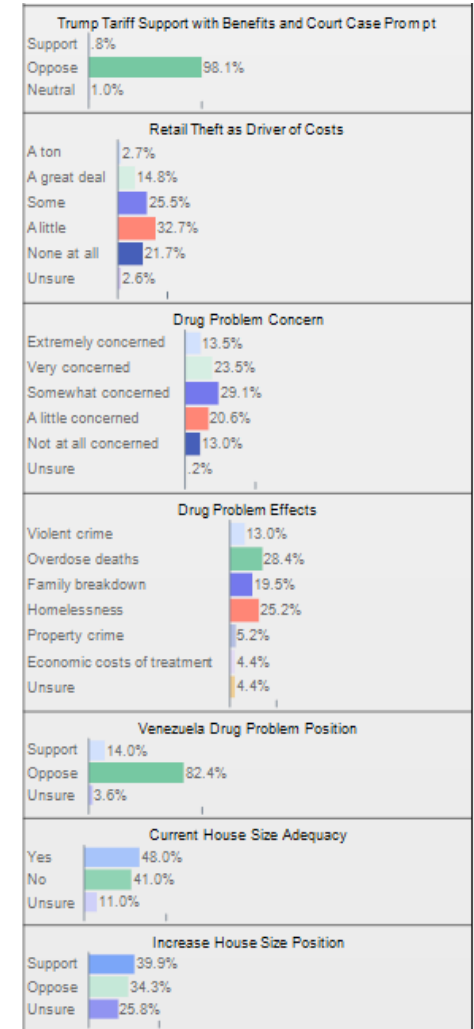 Trump Tariff Support with Benefits and Court Case Prompt
Support .8%
Oppose 98.1%
Neutral 1.0%
Retail Theft as Driver of Costs
A ton 2.7%
A great deal 14.8%
Some 25.5%
A little 32.7%
None at all 21.7%
Unsure 2.6%
Drug Problem Concern
Extremely concerned 13.5%
Very concerned 23.5%
Somewhat concerned 29.1%
A little concerned 20.6%
Not at all concerned 13.0%
Unsure .2%
Drug Problem Effects
Violent crime 13.0%
Overdose deaths 28.4%
Family breakdown 19.5%
Homelessness 25.2%
Property crime 5.2%
Economic costs of treatment 4.4%
Unsure 4.4%
Venezuela Drug Problem Position
Support 14.0%
Oppose 82.4%
Unsure 3.6%
Current House Size Adequacy
Yes 48.0%
No 41.0%
Unsure 11.0%
Increase House Size Position
Support 39.9%
Oppose 34.3%
Unsure 25.8%